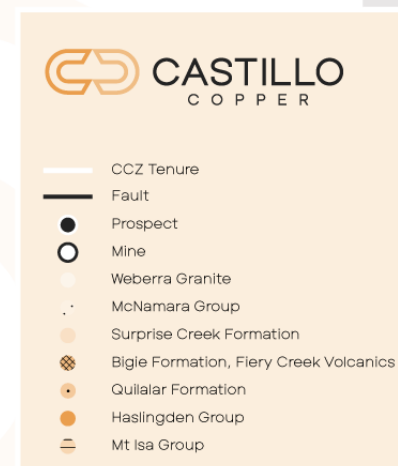 CASTILLO
COPPER
CCZ Tenure
Fault
Prospect
Mine
Weberra Granite
McNamara Group
Surprise Creek Formation
Bigie Formation, Fiery Creek Volcanics
Quilalar Formation
Haslingden Group
Mt Isa Group